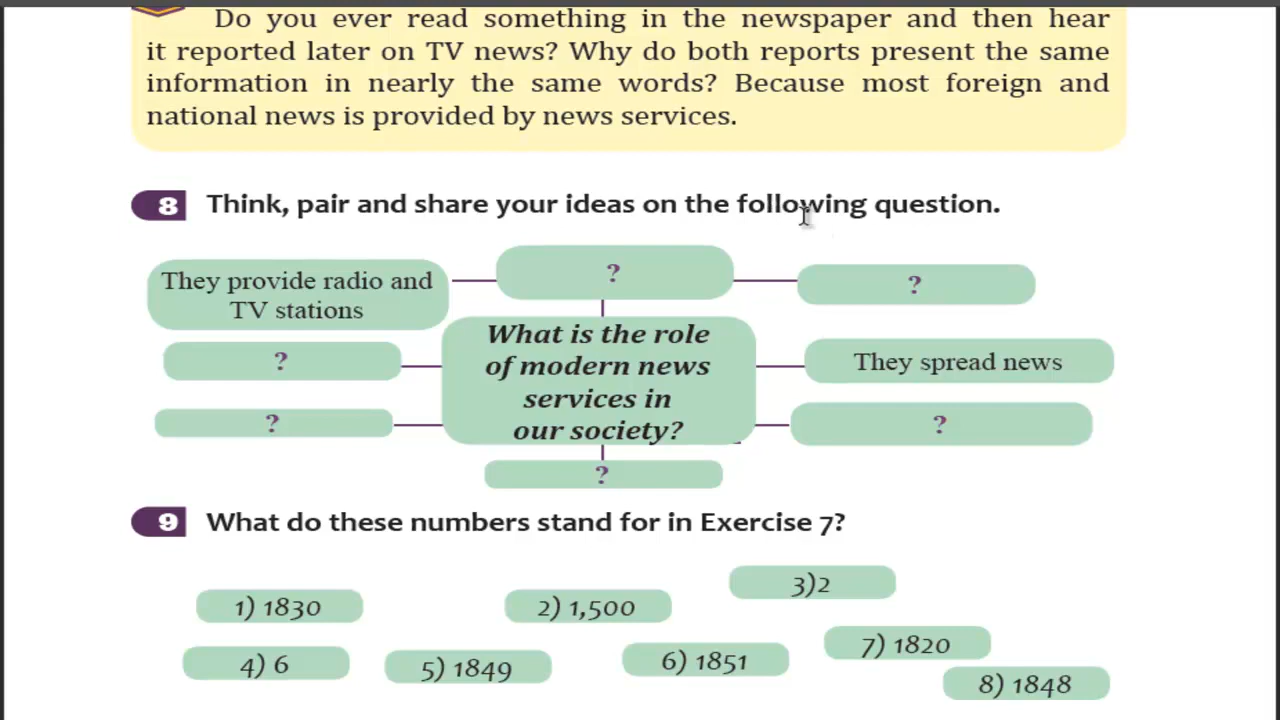 Do you ever read something in the newspaper and then hear
it reported later on TV news? Why do both reports present the same
information in nearly the same words? Because most foreign and
national news is provided by news services.
8 Think, pair and share your ideas on the following question.
They provide radio and
TV stations
?
?
?
What is the role
of modern news
services in
our society?
They spread news
?
?
?
9 What do these numbers stand for in Exercise 7?
1) 1830
2) 1,500
3)2
4) 6
5) 1849
6) 1851
7) 1820
8) 1848